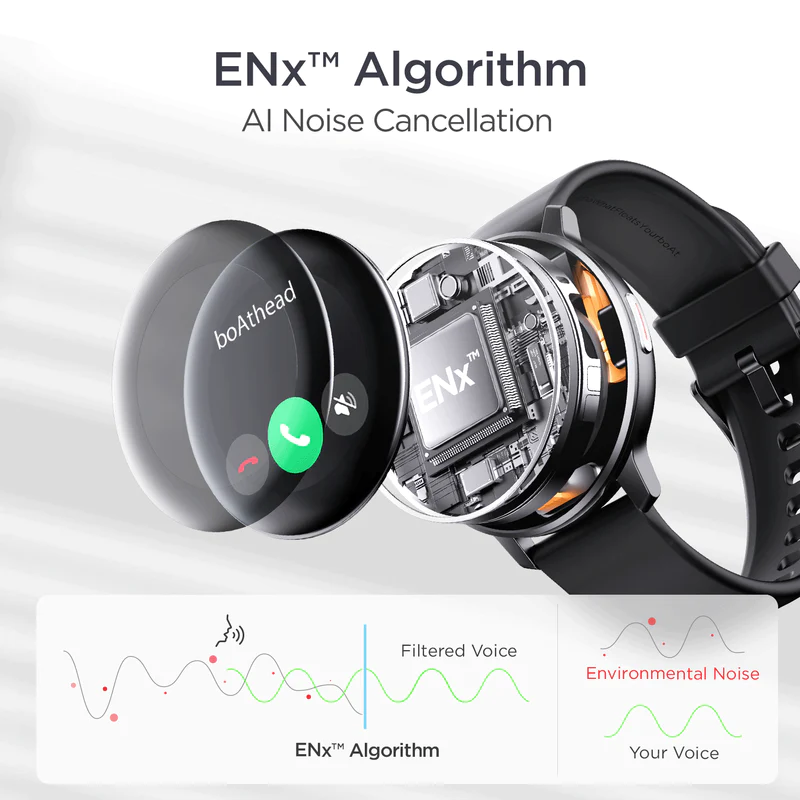 ENx™ Algorithm
AI Noise Cancellation
boAthead
ENx™
Filtered Voice
ENx™ Algorithm
Environmental Noise
Your Voice